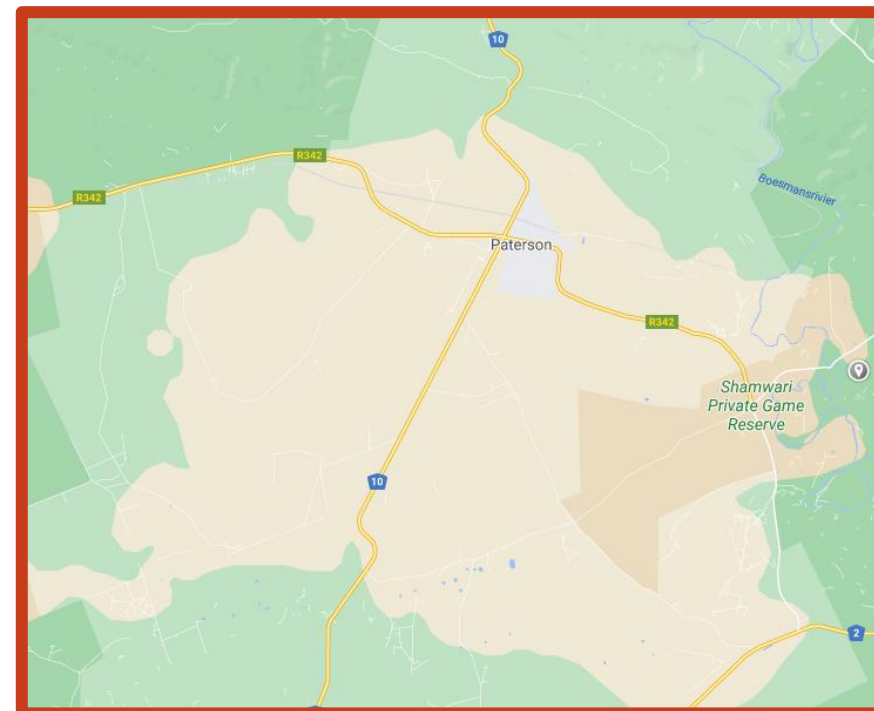 10
R342
R342
Boesmansrivier
Paterson
R342
Shamwari
Private Game
Reserve
10
2